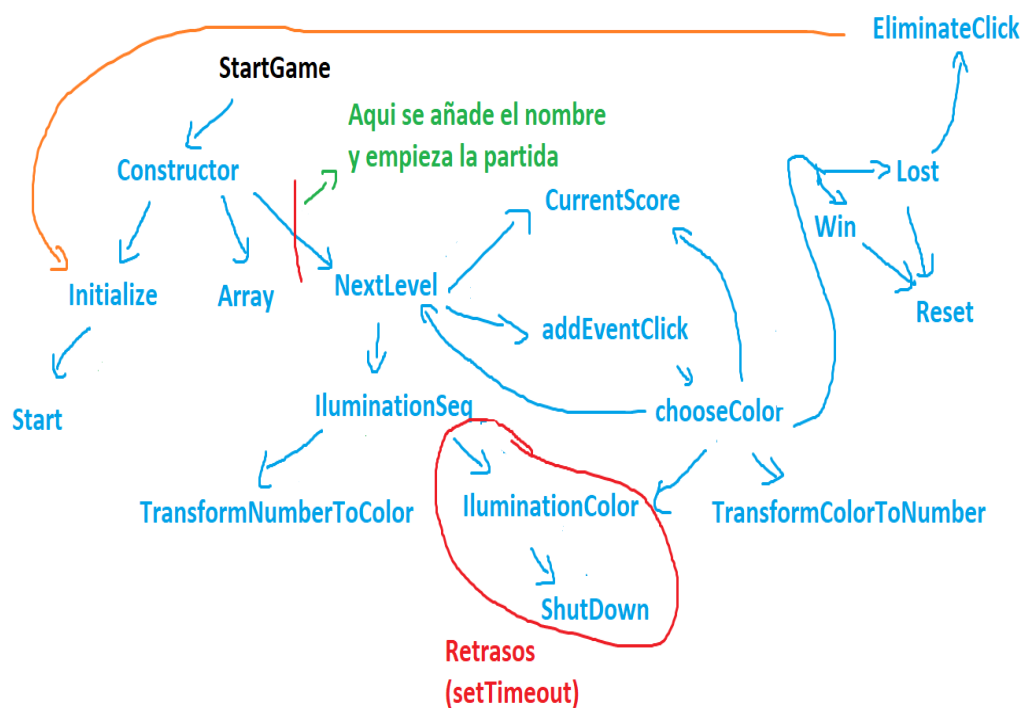 EliminateClick
StartGame
Aqui se añade el nombre
y empieza la partida
Constructor
Lost
CurrentScore
Win
Initialize
Array
NextLevel
Reset
addEventClick
Start
IluminationSeq
chooseColor
TransformNumberToColor
IluminationColor
TransformColorToNumber
ShutDown
Retrasos
(setTimeout)